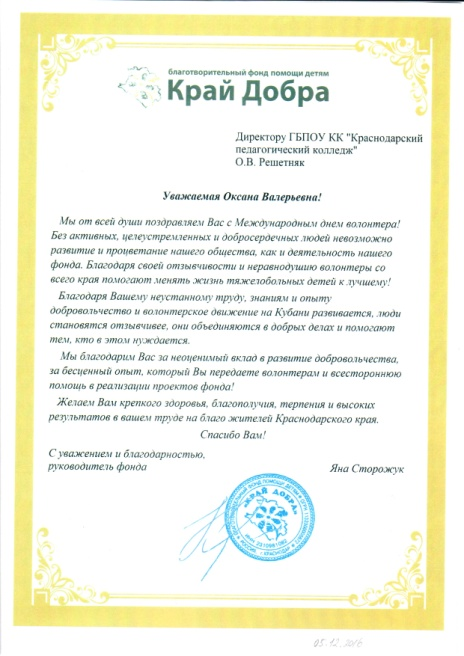 благотворительный фонд помощи детям
Край Добра
Директору ГБПОУ КК "Краснодарский
педагогический колледж"
О.В. Решетняк
Уважаемая Оксана Валерьевна!
Мы от всей души поздравляем Вас с Международным днем волонтера!
Без активных, целеустремленных и добросердечных людей невозможно
развитие и процветание нашего общества, как и деятельность нашего
фонда. Благодаря своей отзывчивости и неравнодушию волонтеры со
всего края помогают менять жизнь тяжелобольных детей к лучшему!
Благодаря Вашему неустанному труду, знаниям и опыту
добровольчество и волонтерское движение на Кубани развивается, люди
становятся отзывчивее, они объединяются в добрых делах и помогают
тем, кто в этом нуждается.
Мы благодарим Вас за неоценимый вклад в развитие добровольчества,
за бесценный опыт, который Вы передаете волонтерам и всестороннюю
помощь в реализации проектов фонда!
Желаем Вам крепкого здоровья, благополучия, терпения и высоких
результатов в вашем труде на благо жителей Краснодарского края.
Спасибо Вам!
С уважением и благодарностью,
руководитель фонда
Яна Сторожук
"КРАЙ ДОБРА"
05.12.2016